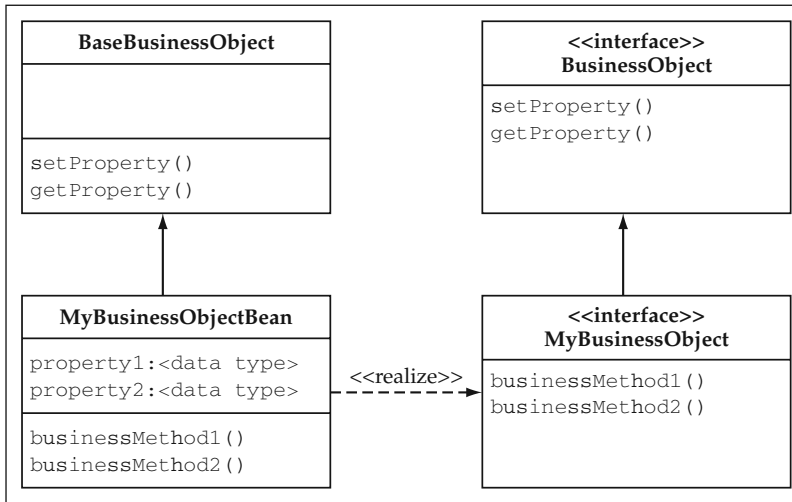 BaseBusinessObject
setProperty()
getProperty()
<<interface>>
BusinessObject
setProperty()
getProperty()
MyBusinessObjectBean
property1:<data type>
property2:<data type>
businessMethod1()
businessMethod2()
<<realize>>
<<interface>>
MyBusinessObject
businessMethod1()
businessMethod2()